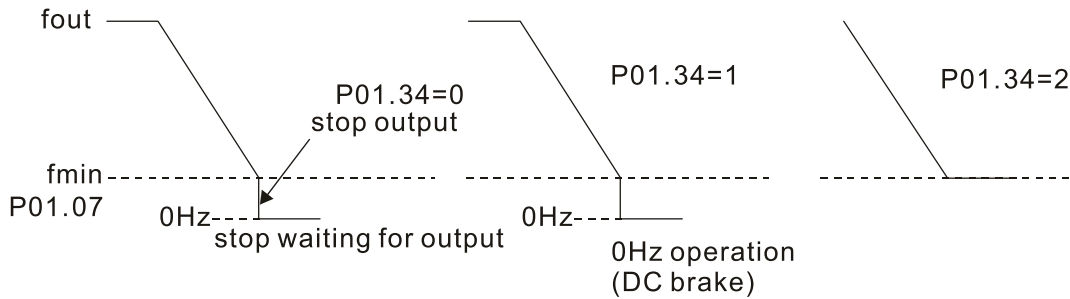 fout
P01.34=0
stop output
fmin
P01.07
0Hz
stop waiting for output
P01.34=1
0Hz
0Hz operation
(DC brake)
P01.34=2